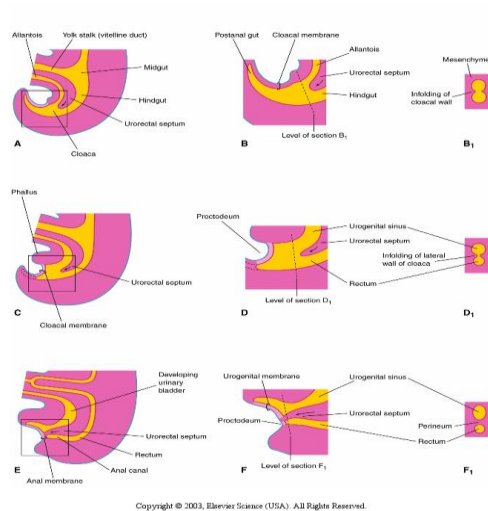 Allantois
Yolk stalk (vitelline duct)
Midgut
Hindgut
Urorectal septum
Cloaca
A
Postanal gut
Cloacal membrane
Allantois
Urorectal septum
Hindgut
Level of section B₁
B
Mesenchyme
Infolding of
cloacal wall
B₁
Phallus
Urorectal septum
Cloacal membrane
C
Proctodeum
Urogenital sinus
Urorectal septum
Infolding of lateral
wall of cloaca
Rectum
Level of section D₁
D
D₁
Developing
urinary
bladder
Urorectal septum
Rectum
Anal canal
Anal membrane
E
Urogenital membrane
Urogenital sinus
Urorectal septum
Proctodeum
Perineum
Rectum
Level of section F₁
F
F₁
Copyright © 2003, Elsevier Science (USA). All Rights Reserved.